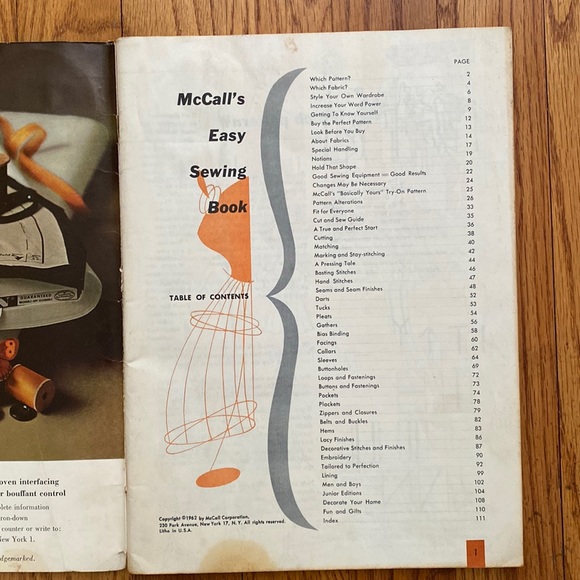 McCall's
Easy
Sewing
Book
TABLE OF CONTENTS
PAGE
Which Pattern? 2
Which Fabric? 4
Style Your Own Wardrobe 6
Increase Your Word Power 8
Getting To Know Yourself 9
Buy the Perfect Pattern 12
Look Before You Buy 13
About Fabrics 14
Special Handling 17
Notions 19
Hold That Shape 20
Good Sewing Equipment — Good Results 22
Changes May Be Necessary 24
McCall's "Basically Yours" Try-On Pattern 25
Pattern Alterations 26
Fit for Everyone 33
Cut and Sew Guide 35
A True and Perfect Start 36
Cutting 38
Matching 40
Marking and Stay-stitching 42
A Pressing Tale 44
Basting Stitches 46
Hand Stitches 47
Seams and Seam Finishes 48
Darts 52
Tucks 53
Pleats 54
Gathers 56
Bias Binding 58
Facings 60
Collars 62
Sleeves 64
Buttonholes 69
Loops and Fastenings 72
Buttons and Fastenings 73
Pockets 74
Plackets 78
Zippers and Closures 79
Belts and Buckles 82
Hems 83
Lacy Finishes 86
Decorative Stitches and Finishes 87
Embroidery 90
Tailored to Perfection 92
Lining 99
Men and Boys 102
Junior Editions 104
Decorate Your Home 108
Fun and Gifts 110
Index 111
Copyright ©1967 by McCall Corporation,
230 Park Avenue, New York 17, N. Y. All rights reserved.
Litho in U.S.A.
1
GUARANTEED
oven interfacing
r bouffant control
plete information
ron-down
counter or write to:
New York 1.
dgemarked.